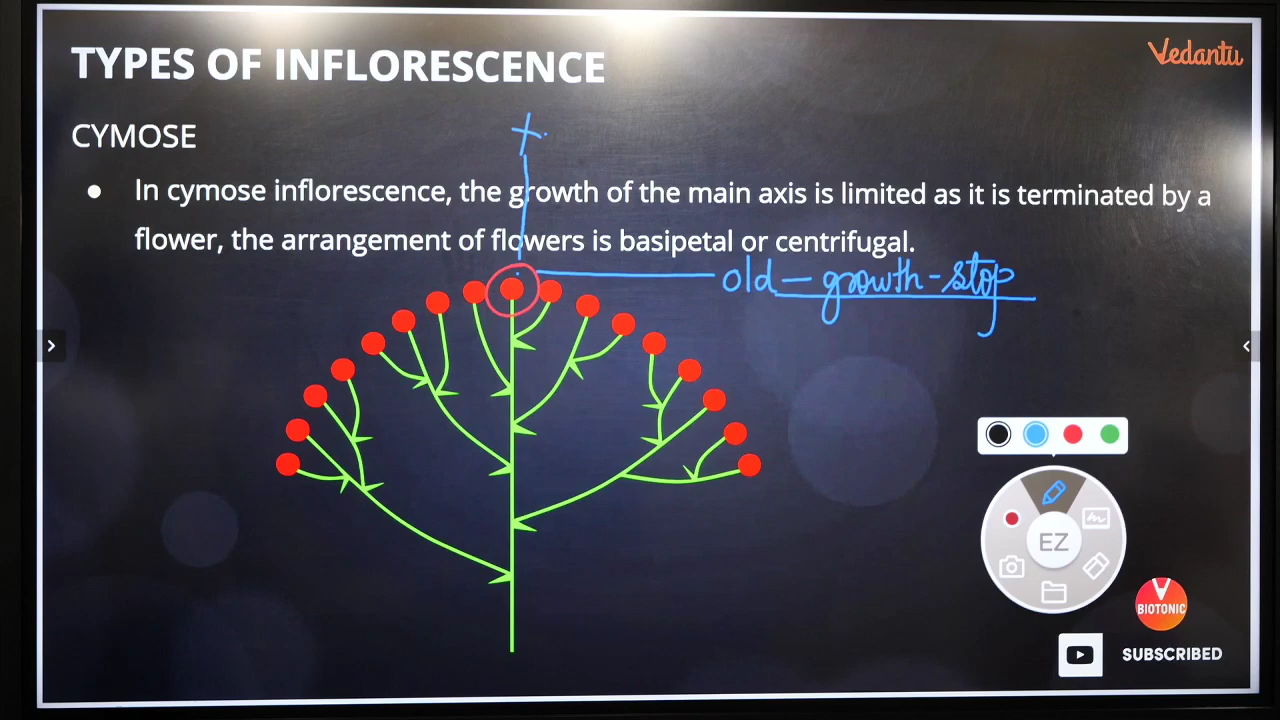 TYPES OF INFLORESCENCE
Vedantu
CYMOSE
● In cymose inflorescence, the growth of the main axis is limited as it is terminated by a
flower, the arrangement of flowers is basipetal or centrifugal.
old - growth - stop
EZ
BIOTONIC
SUBSCRIBED